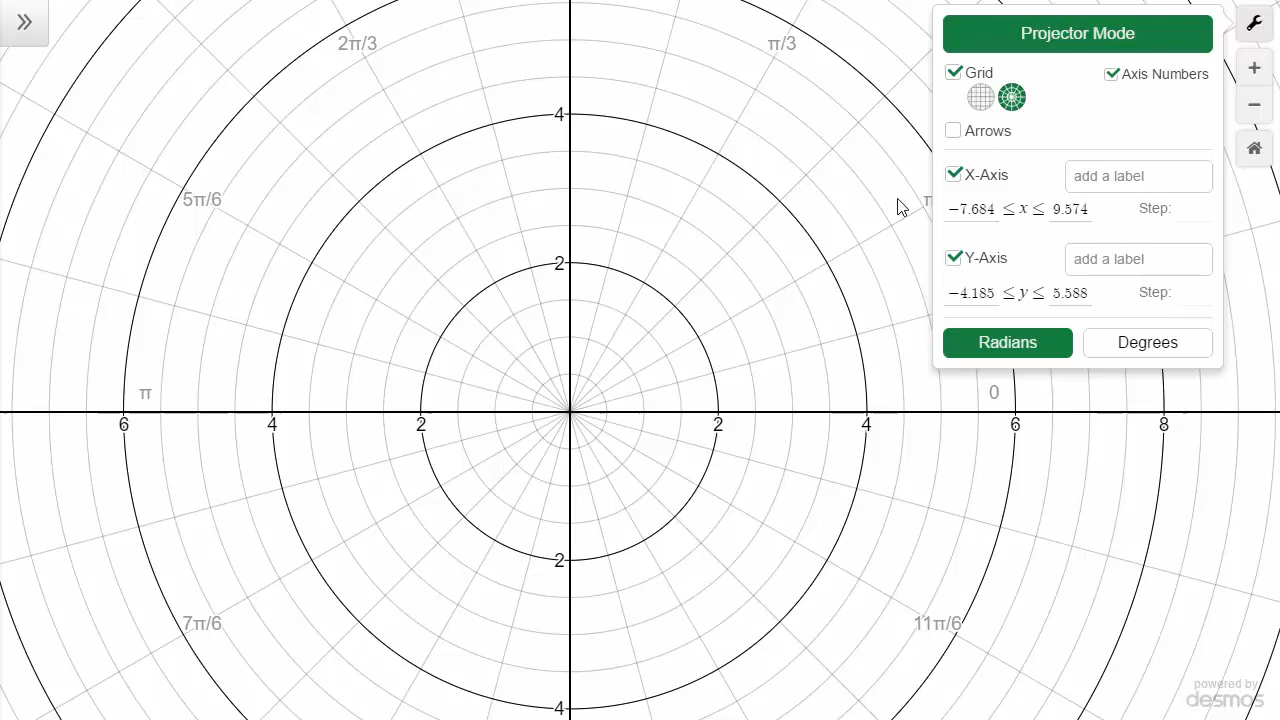 2π/3
π/3
Projector Mode
Grid
Axis Numbers
Arrows
X-Axis
add a label
−7.684 ≤ x ≤ 9.574
Step:
Y-Axis
add a label
−4.185 ≤ y ≤ 5.588
Step:
Radians
Degrees
4
5π/6
π
2
π
0
6
4
2
2
4
6
8
2
7π/6
11π/6
4
powered by
desmos